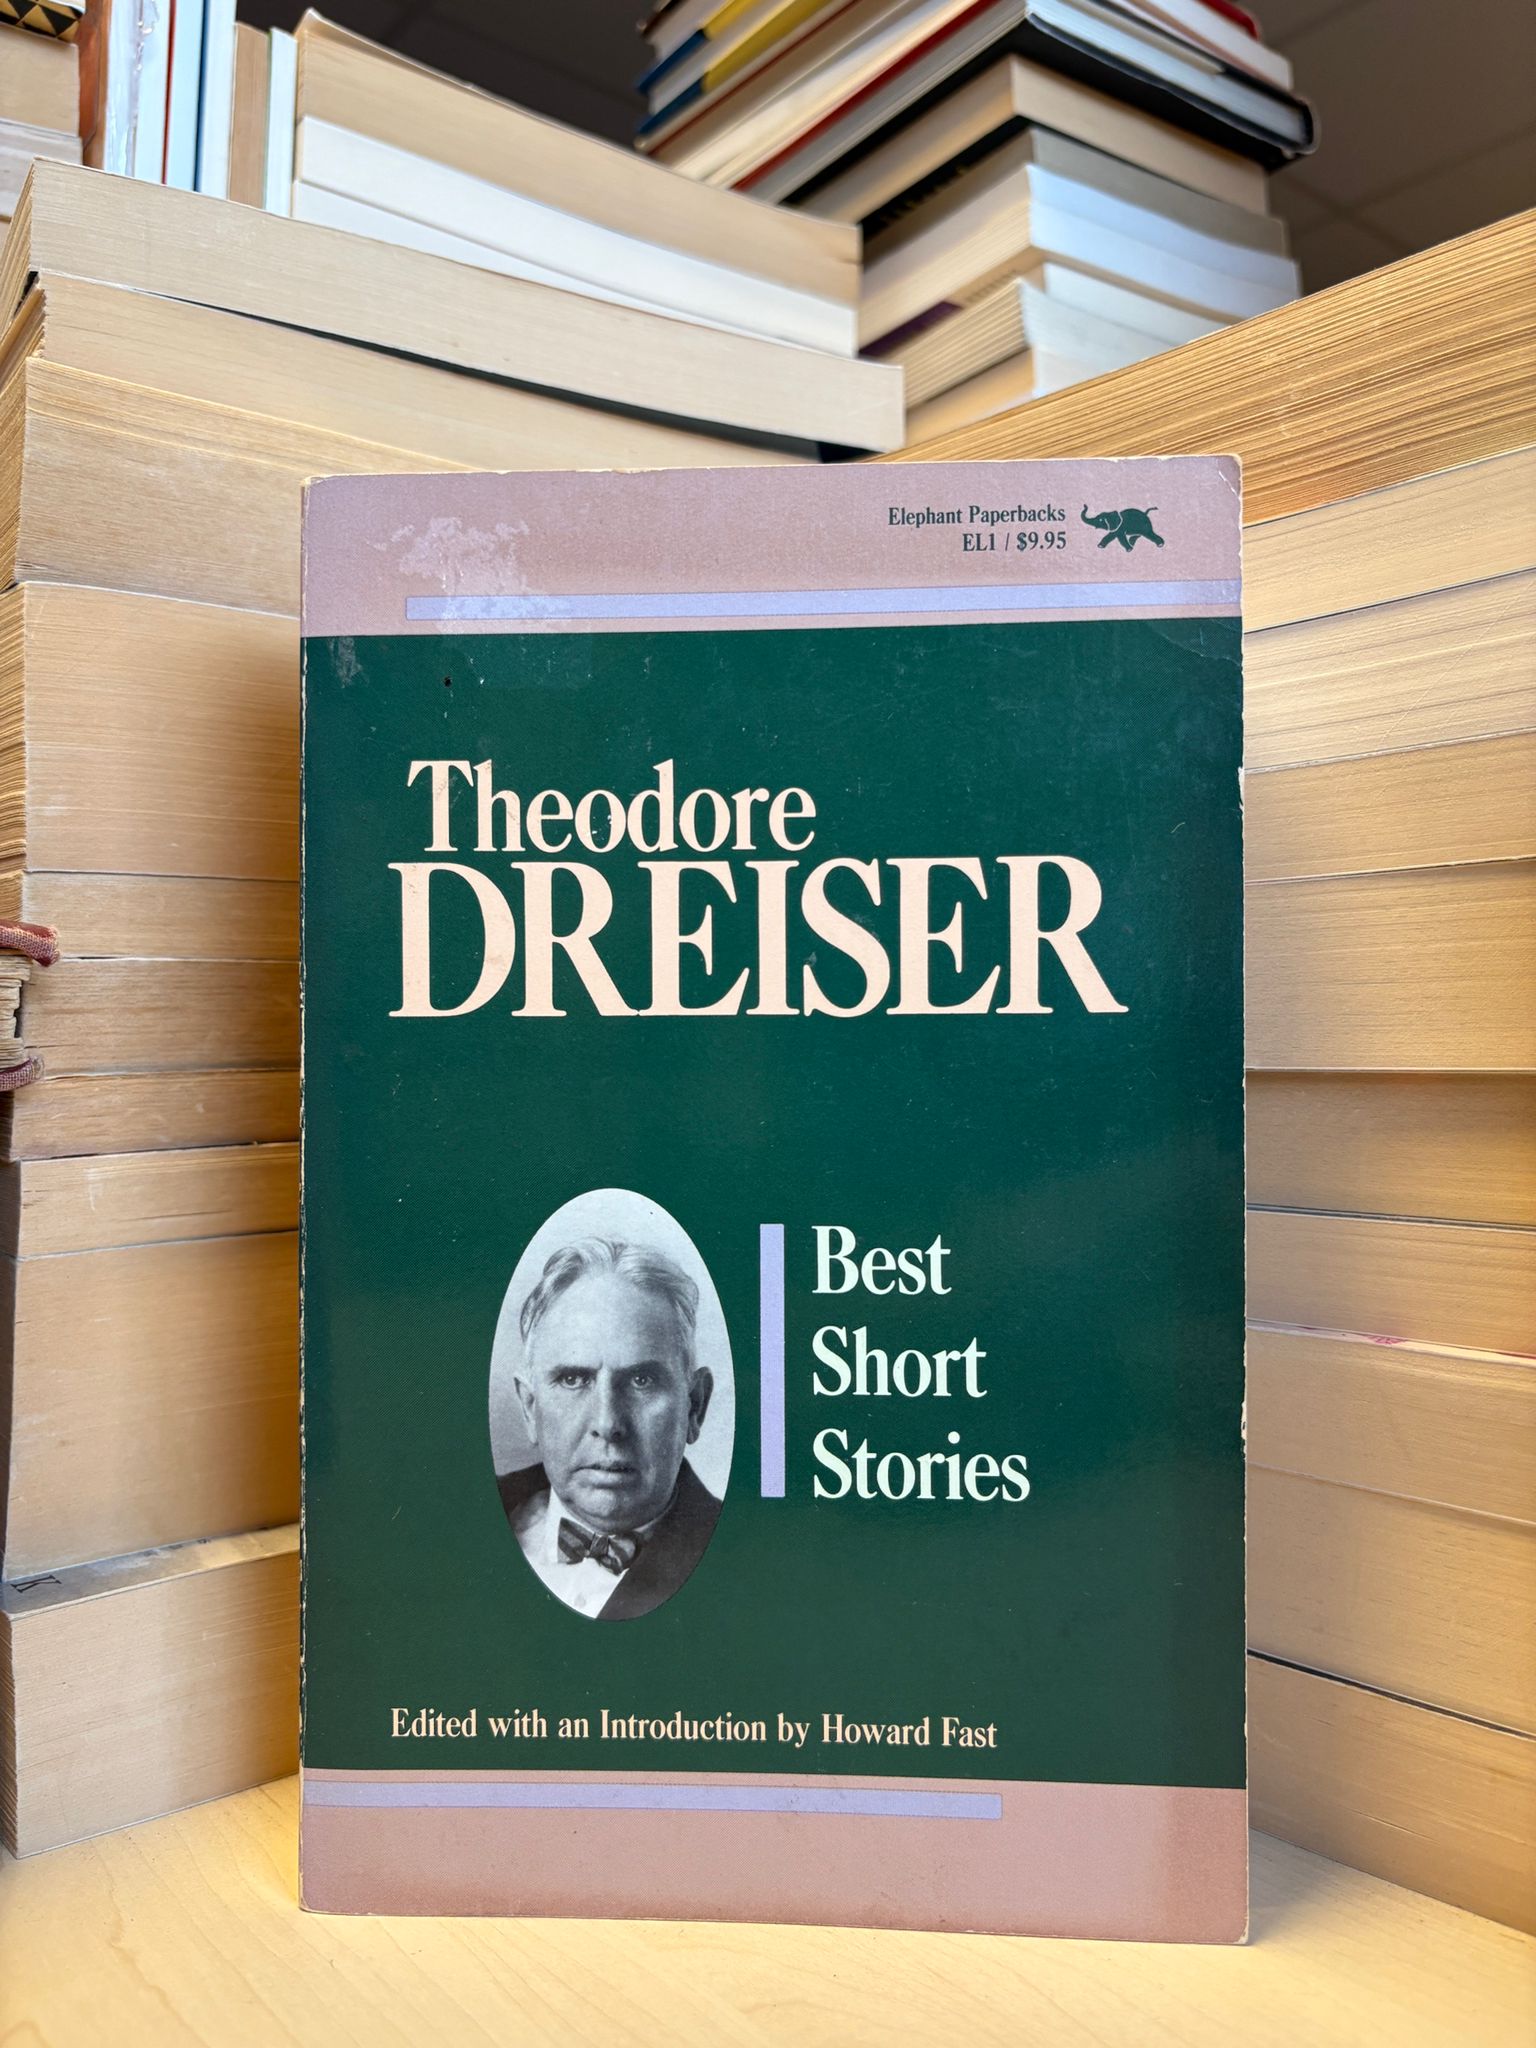 Elephant Paperbacks
EL1 / $9.95
Theodore
DREISER
Best
Short
Stories
Edited with an Introduction by Howard Fast
K